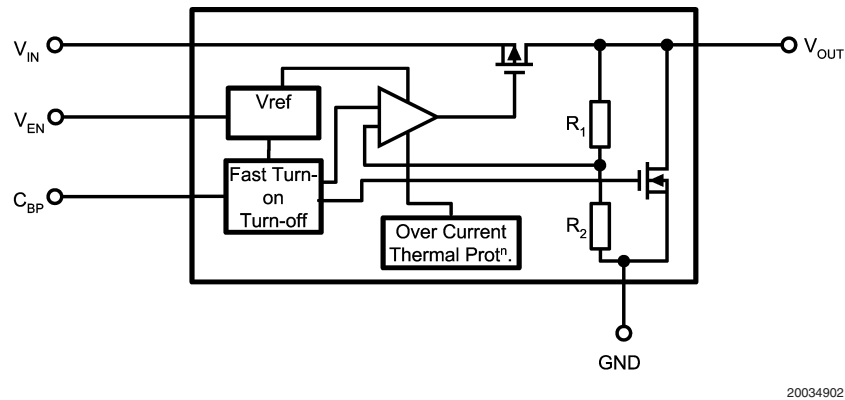 V_IN
V_OUT
Vref
V_EN
R_1
Fast Turn-
on
Turn-off
C_BP
R_2
Over Current
Thermal Prot^n.
GND
20034902